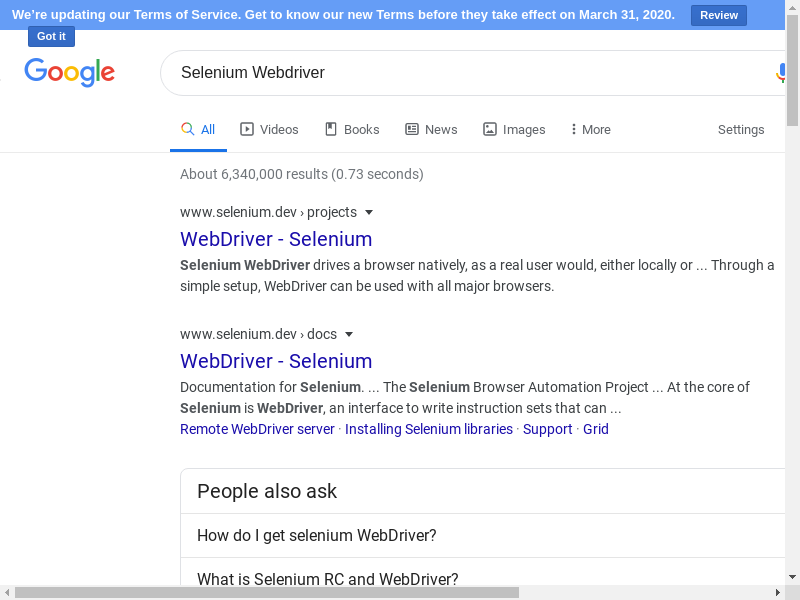 We're updating our Terms of Service. Get to know our new Terms before they take effect on March 31, 2020. Review
Got it
Google
Selenium Webdriver
All Videos Books News Images More Settings
About 6,340,000 results (0.73 seconds)
www.selenium.dev › projects
WebDriver - Selenium
Selenium WebDriver drives a browser natively, as a real user would, either locally or ... Through a
simple setup, WebDriver can be used with all major browsers.
www.selenium.dev › docs
WebDriver - Selenium
Documentation for Selenium. ... The Selenium Browser Automation Project ... At the core of
Selenium is WebDriver, an interface to write instruction sets that can ...
Remote WebDriver server · Installing Selenium libraries · Support · Grid
People also ask
How do I get selenium WebDriver?
What is Selenium RC and WebDriver?